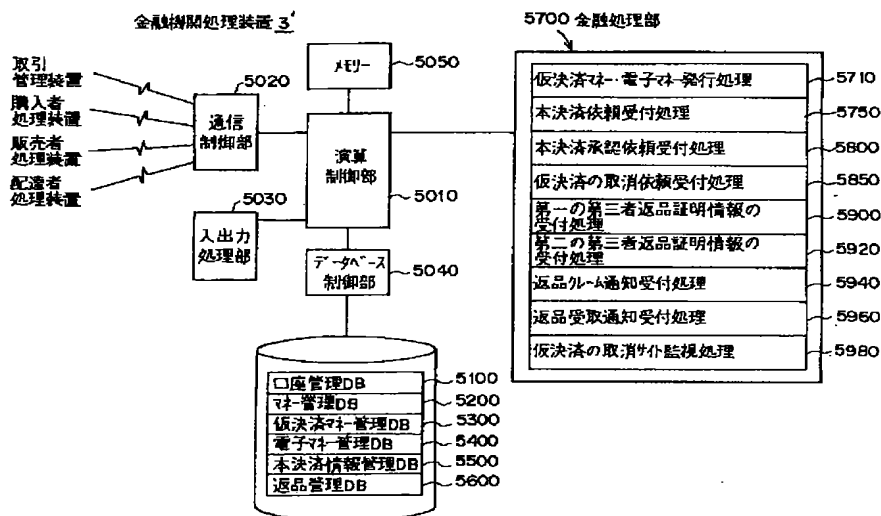 金融機関処理装置 3'
取引
管理装置
購入者
処理装置
販売者
処理装置
配達者
処理装置
5020
通信
制御部
メモリー
5050
演算
制御部
5010
5030
入出力
処理部
データベース
制御部
5040
口座管理DB
5100
マネー管理DB
5200
仮決済マネー管理DB
5300
電子マネー管理DB
5400
本決済情報管理DB
5500
返品管理DB
5600
5700 金融処理部
仮決済マネー・電子マネー発行処理
5710
本決済依頼受付処理
5750
本決済承認依頼受付処理
5800
仮決済の取消依頼受付処理
5850
第一の第三者返品証明情報の
受付処理
5900
第二の第三者返品証明情報の
受付処理
5920
返品クレーム通知受付処理
5940
返品受取通知受付処理
5960
仮決済の取消サイト監視処理
5980